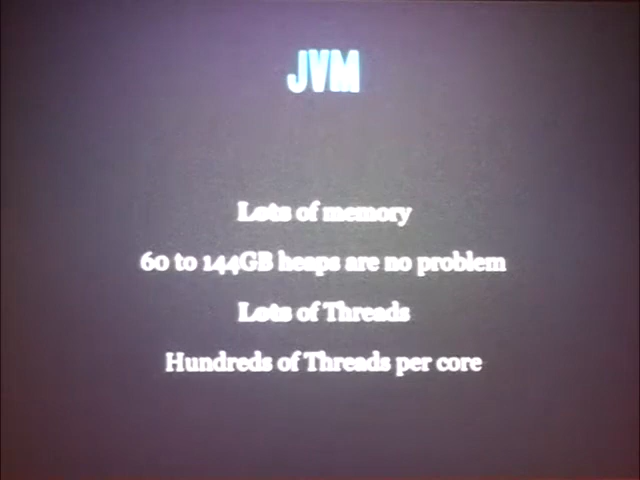 JVM
Lots of memory
60 to 144GB heaps are no problem
Lots of Threads
Hundreds of Threads per core